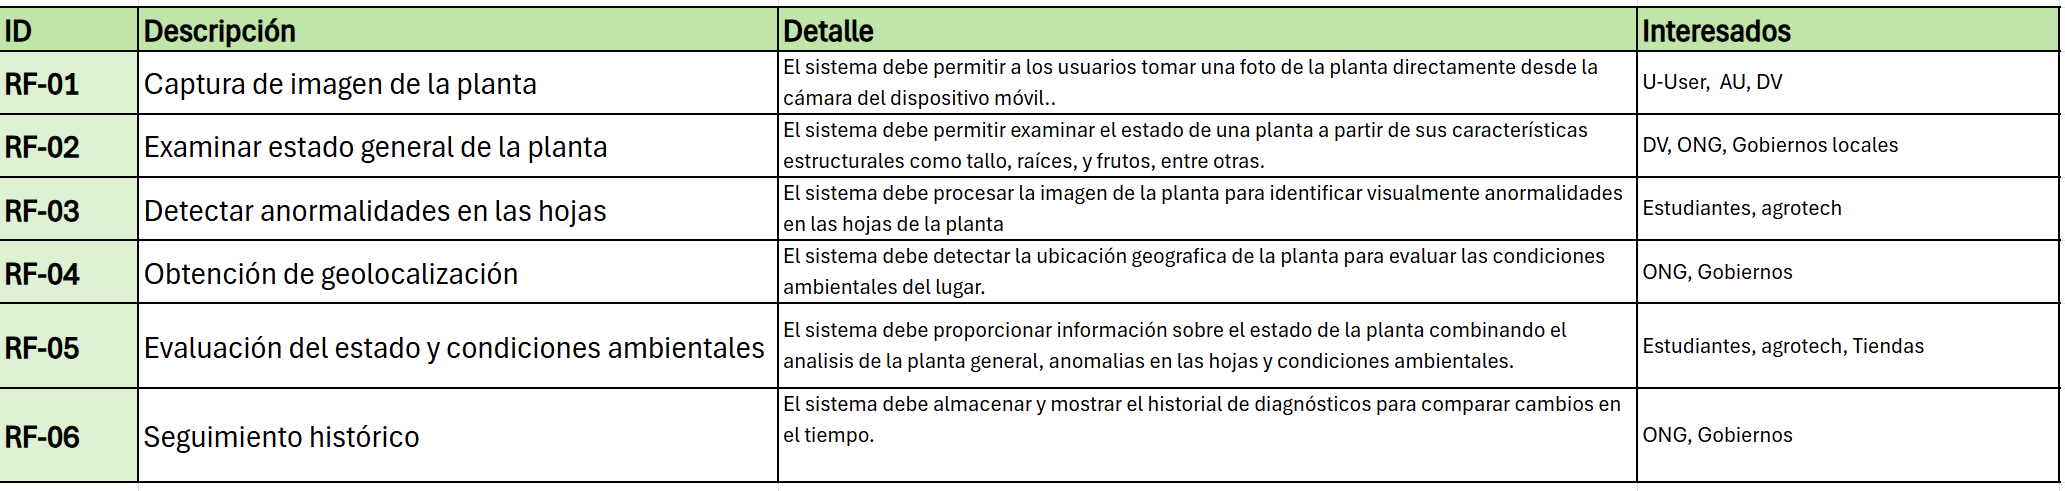 ID Descripción Detalle Interesados
RF-01 Captura de imagen de la planta El sistema debe permitir a los usuarios tomar una foto de la planta directamente desde la
cámara del dispositivo móvil.. U-User, AU, DV
RF-02 Examinar estado general de la planta El sistema debe permitir examinar el estado de una planta a partir de sus características
estructurales como tallo, raíces, y frutos, entre otras. DV, ONG, Gobiernos locales
RF-03 Detectar anormalidades en las hojas El sistema debe procesar la imagen de la planta para identificar visualmente anormalidades
en las hojas de la planta Estudiantes, agrotech
RF-04 Obtención de geolocalización El sistema debe detectar la ubicación geografica de la planta para evaluar las condiciones
ambientales del lugar. ONG, Gobiernos
RF-05 Evaluación del estado y condiciones ambientales El sistema debe proporcionar información sobre el estado de la planta combinando el
analisis de la planta general, anomalias en las hojas y condiciones ambientales. Estudiantes, agrotech, Tiendas
RF-06 Seguimiento histórico El sistema debe almacenar y mostrar el historial de diagnósticos para comparar cambios en
el tiempo. ONG, Gobiernos